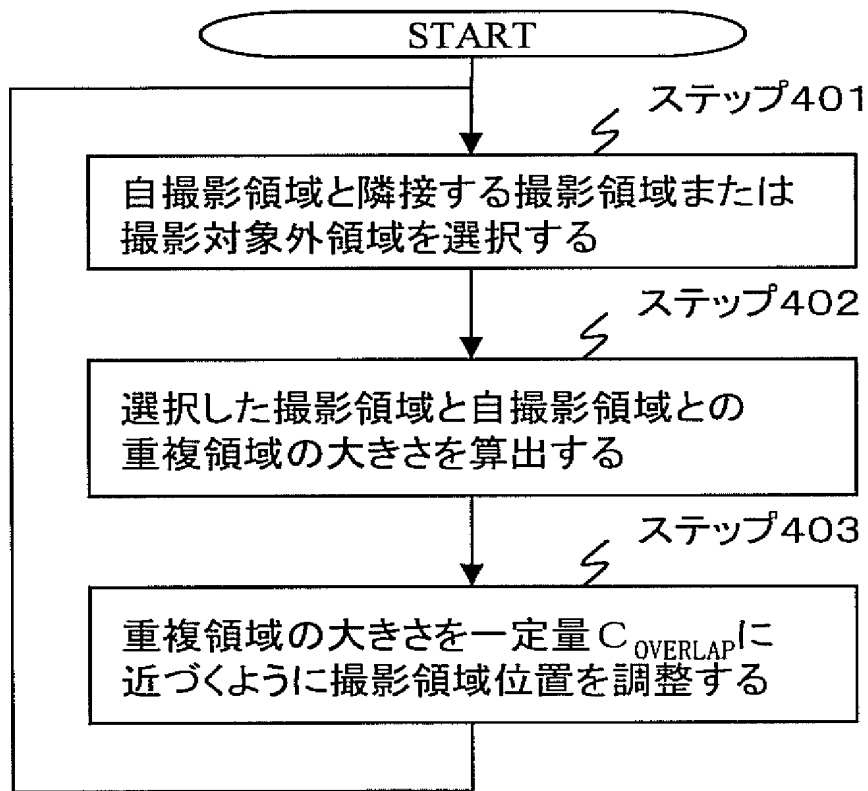 START
ステップ401
自撮影領域と隣接する撮影領域または
撮影対象外領域を選択する
ステップ402
選択した撮影領域と自撮影領域との
重複領域の大きさを算出する
ステップ403
重複領域の大きさを一定量COVERLAPに
近づくように撮影領域位置を調整する